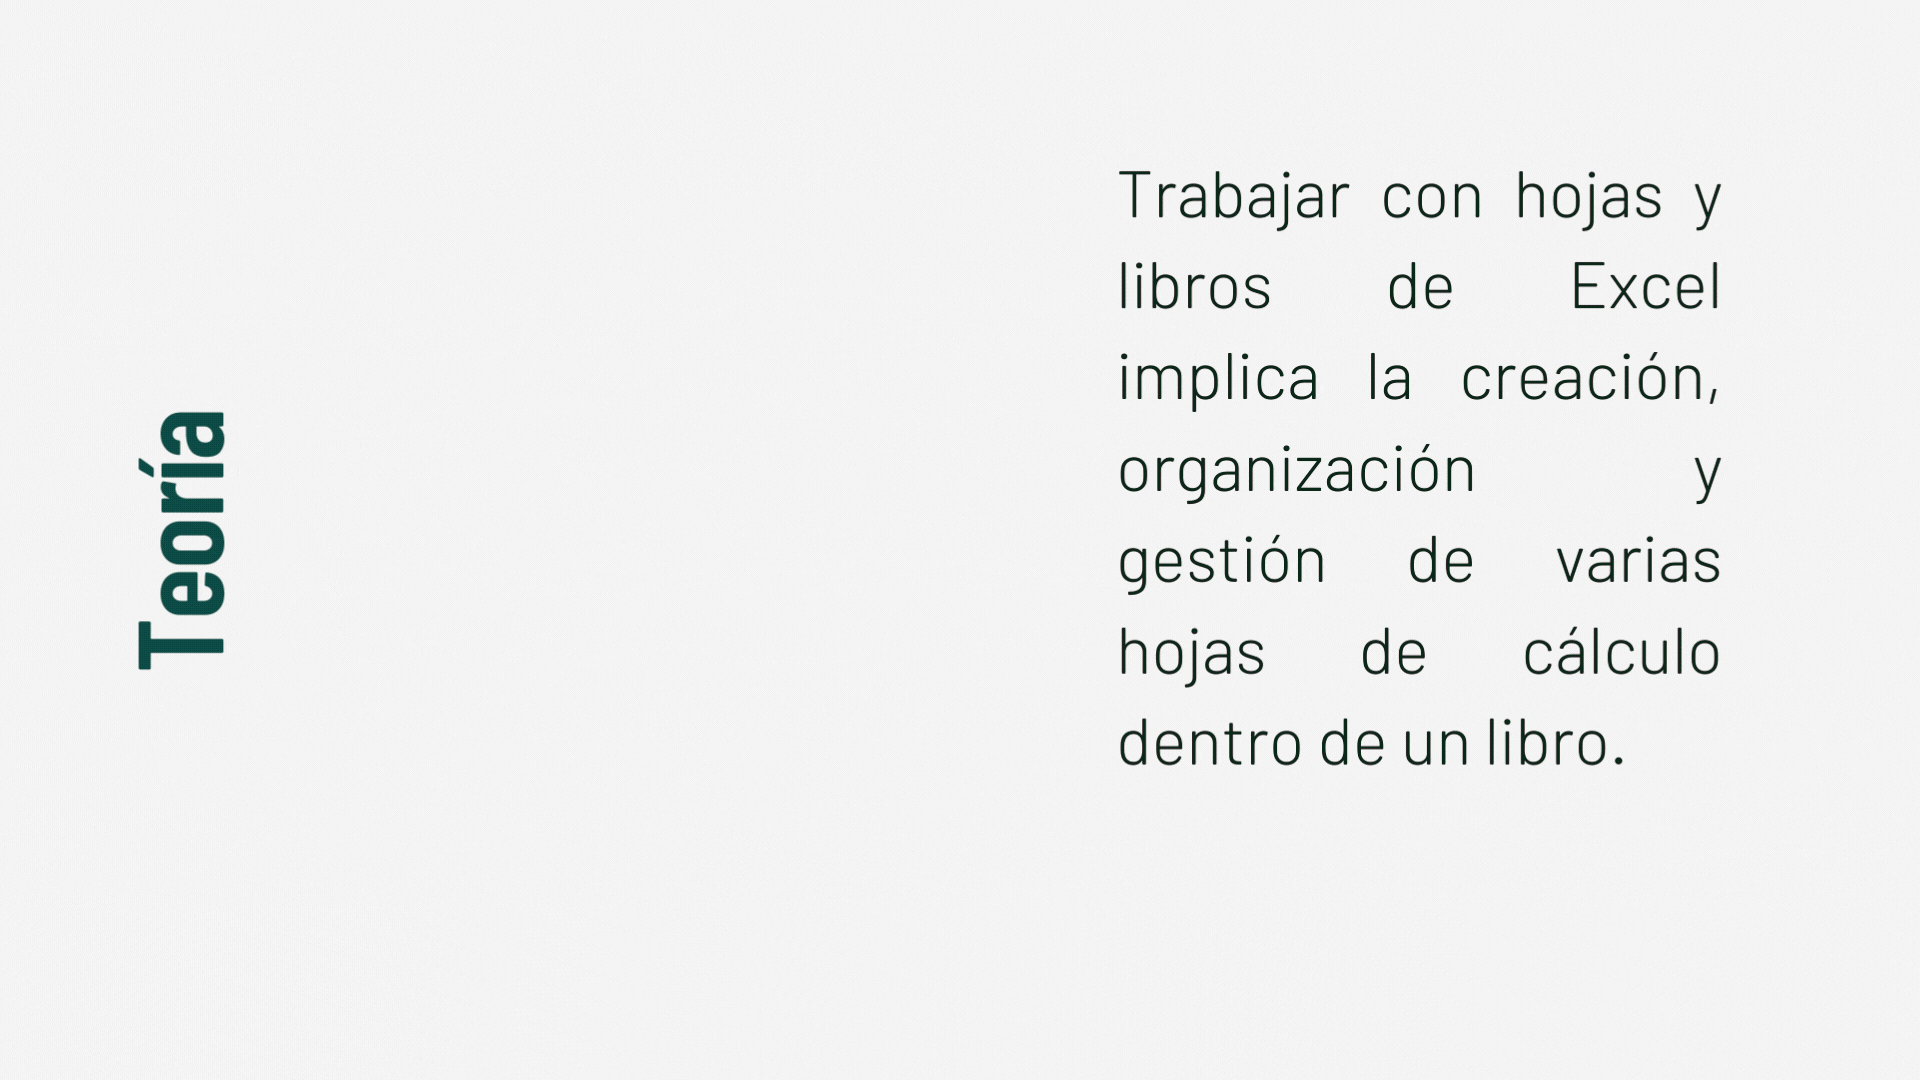 Teoría
Trabajar con hojas y
libros de Excel
implica la creación,
organización y
gestión de varias
hojas de cálculo
dentro de un libro.